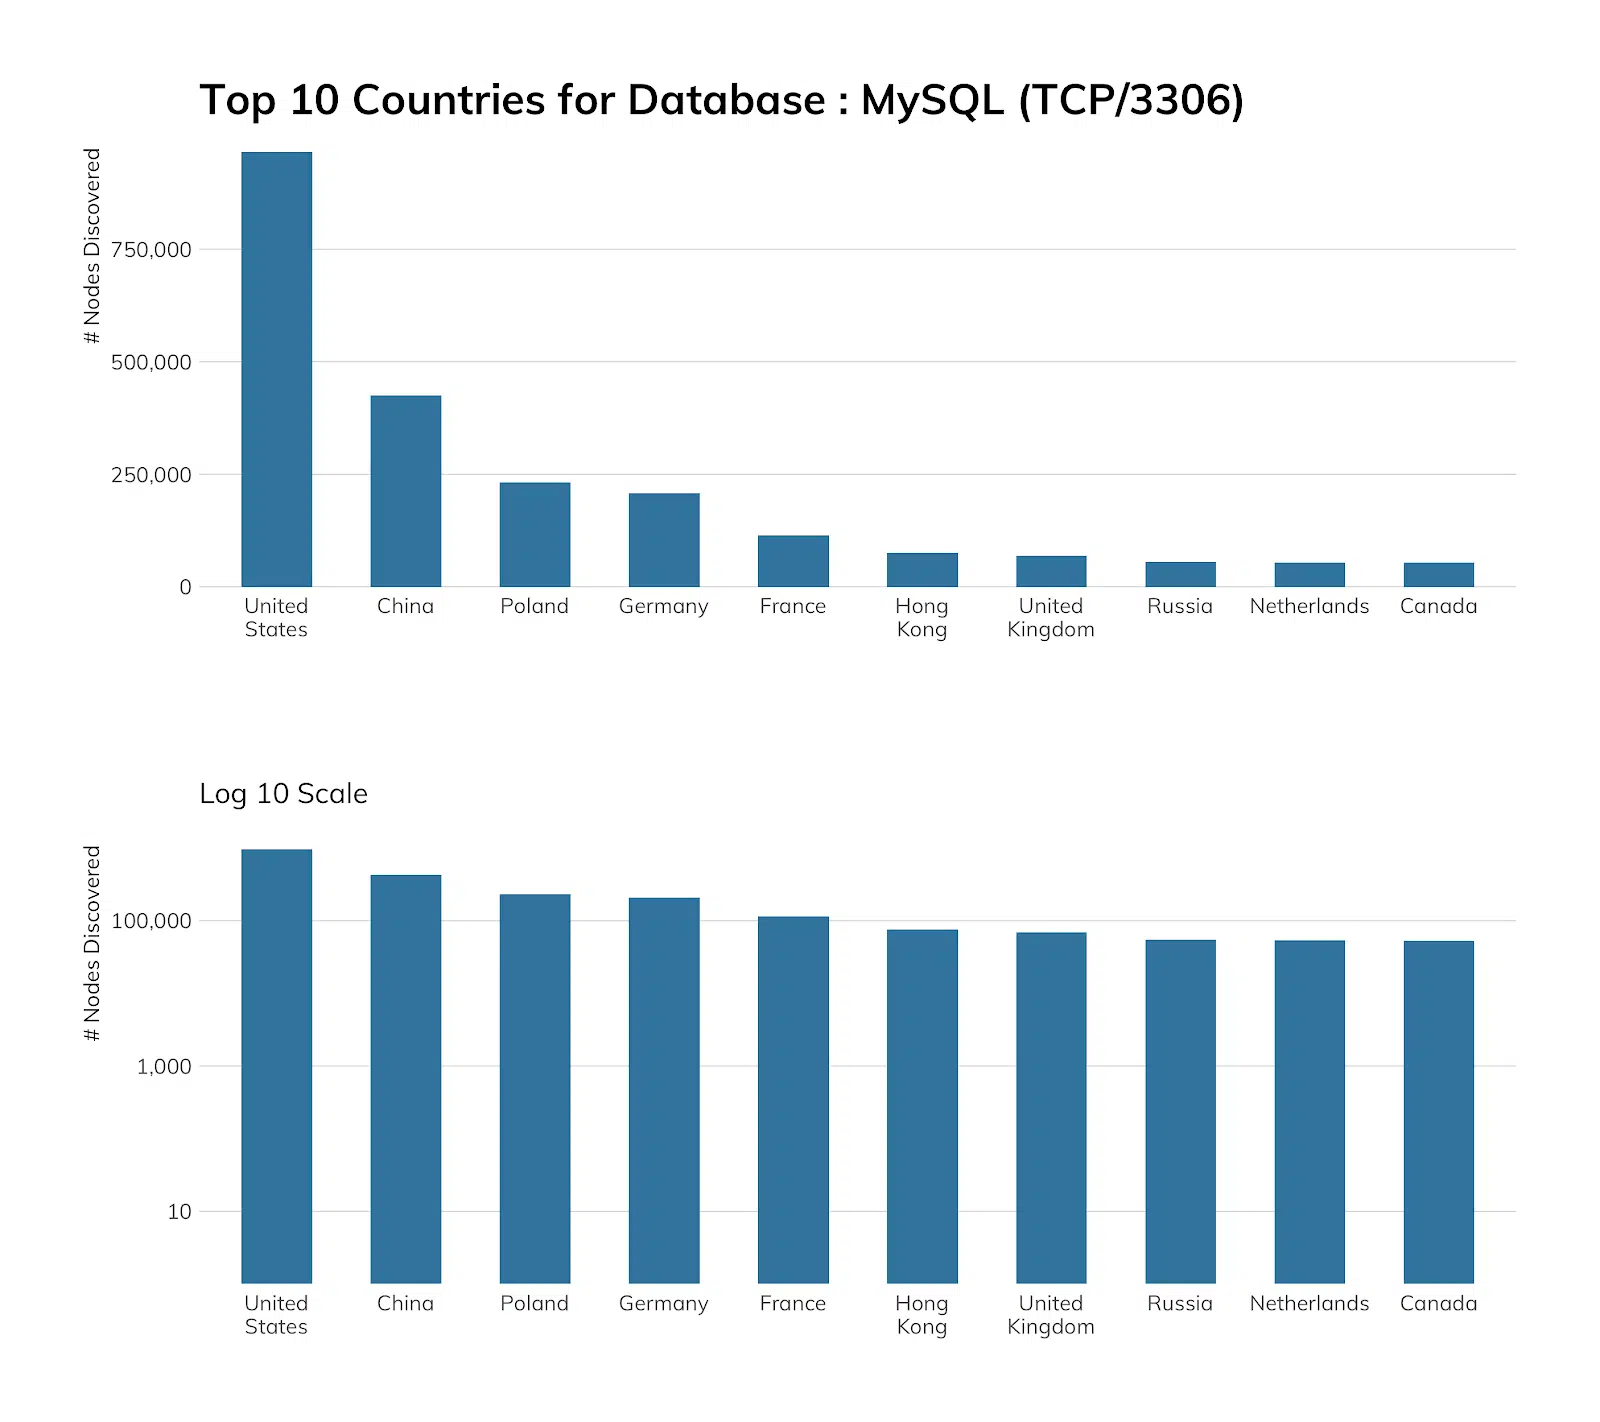 Top 10 Countries for Database : MySQL (TCP/3306)
# Nodes Discovered
750,000
500,000
250,000
0
United States
China
Poland
Germany
France
Hong Kong
United Kingdom
Russia
Netherlands
Canada
Log 10 Scale
# Nodes Discovered
100,000
1,000
10
United States
China
Poland
Germany
France
Hong Kong
United Kingdom
Russia
Netherlands
Canada